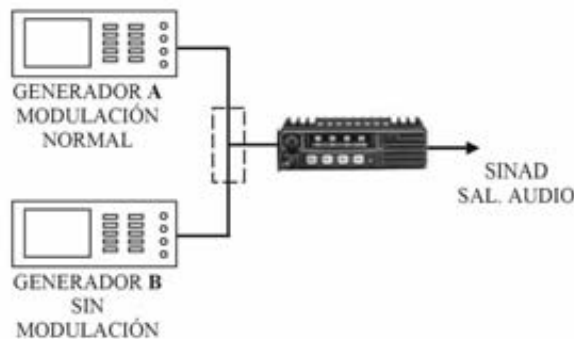 GENERADOR A
MODULACIÓN
NORMAL
SINAD
SAL. AUDIO
GENERADOR B
SIN
MODULACIÓN